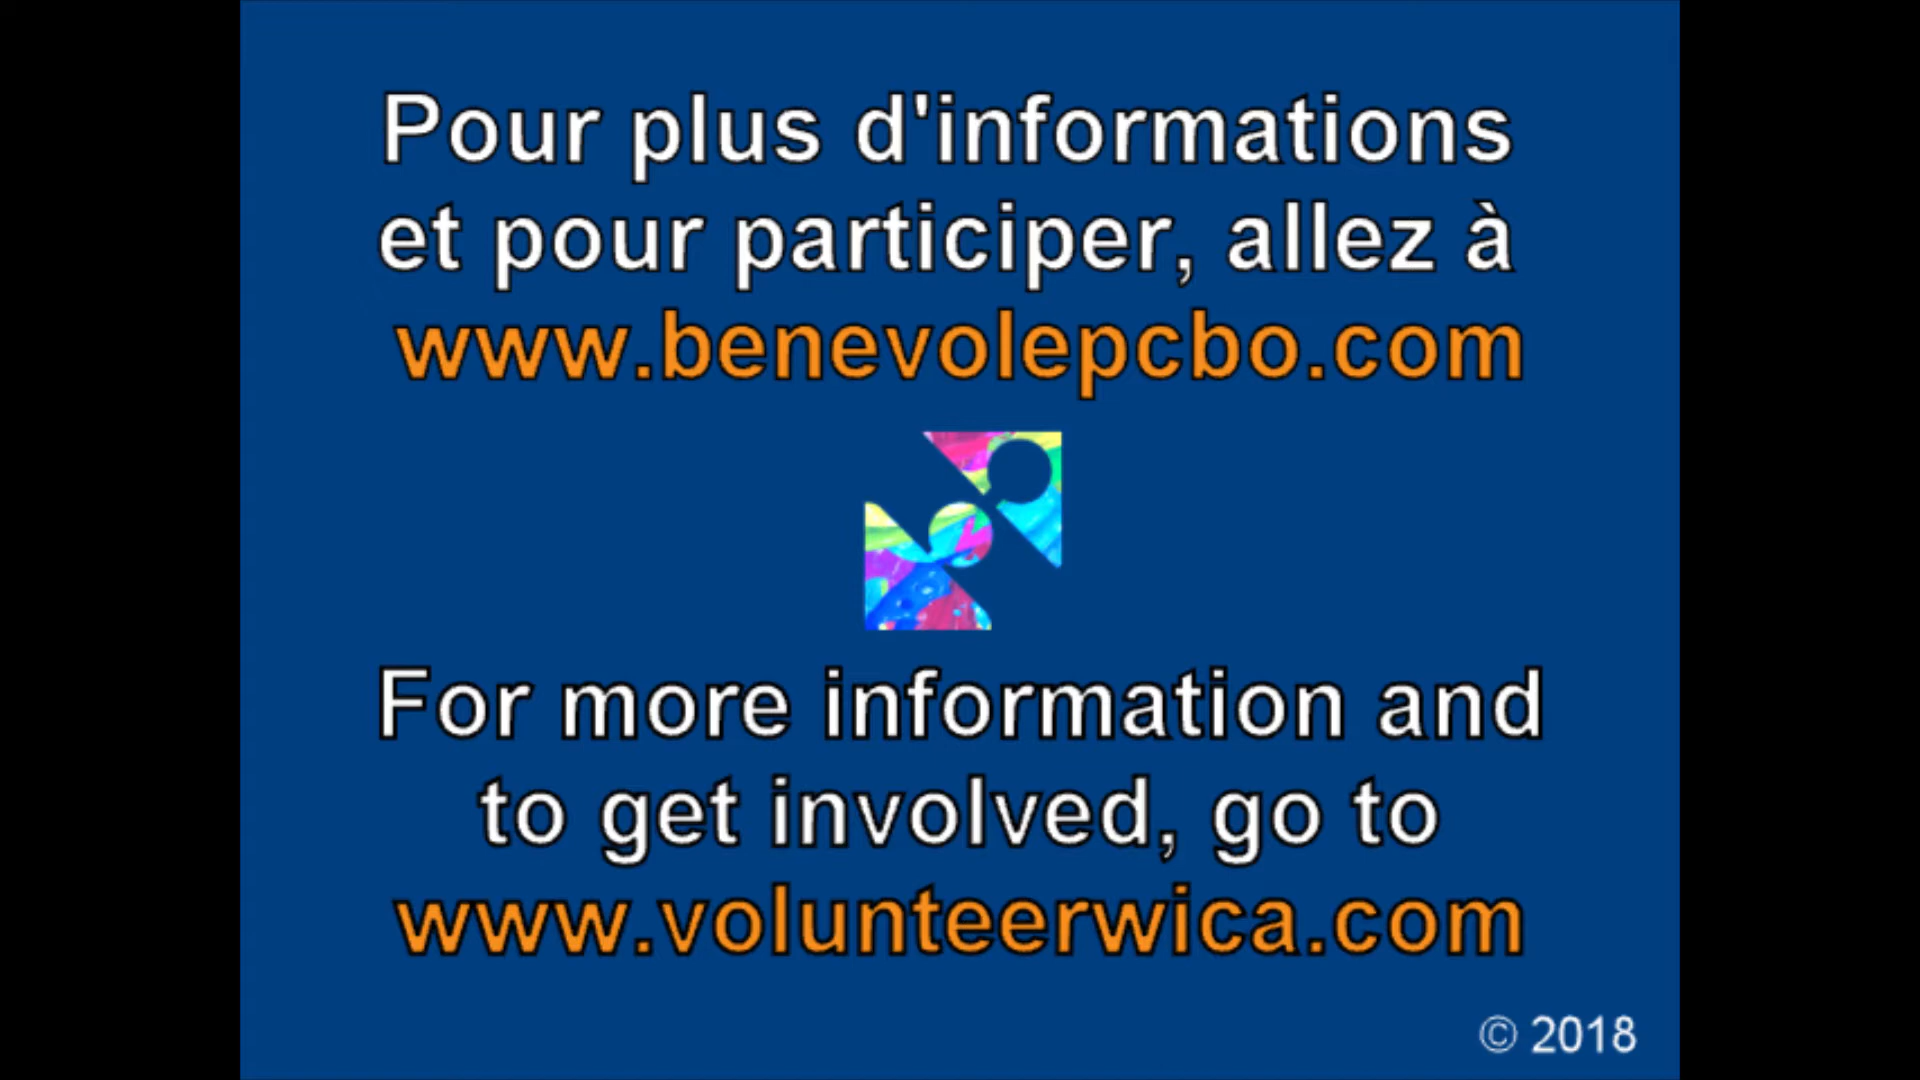 Pour plus d'informations
et pour participer, allez à
www.benevolepcbo.com
For more information and
to get involved, go to
www.volunteerwica.com
© 2018